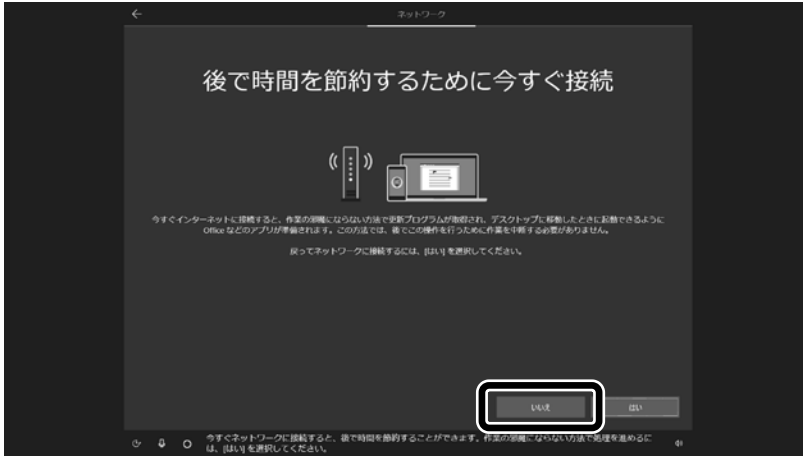 ネットワーク
後で時間を節約するために今すぐ接続
今すぐインターネットに接続すると、作業の邪魔にならない方法で更新プログラムが取得され、デスクトップに移動したときに起動できるように
Office などのアプリが準備されます。この方法では、後でこの操作を行うために作業を中断する必要がありません。
戻ってネットワークに接続するには、[はい] を選択してください。
いいえ
はい
今すぐネットワークに接続すると、後で時間を節約することができます。作業の邪魔にならない方法で処理を進めるに
は、[はい] を選択してください。